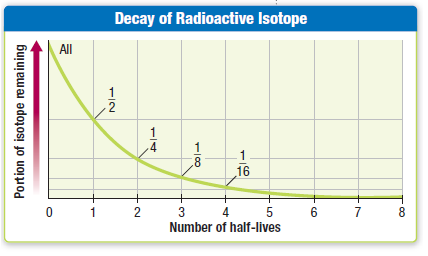 Decay of Radioactive Isotope
Portion of isotope remaining
All
1/2
1/4
1/8
1/16
0 1 2 3 4 5 6 7 8
Number of half-lives